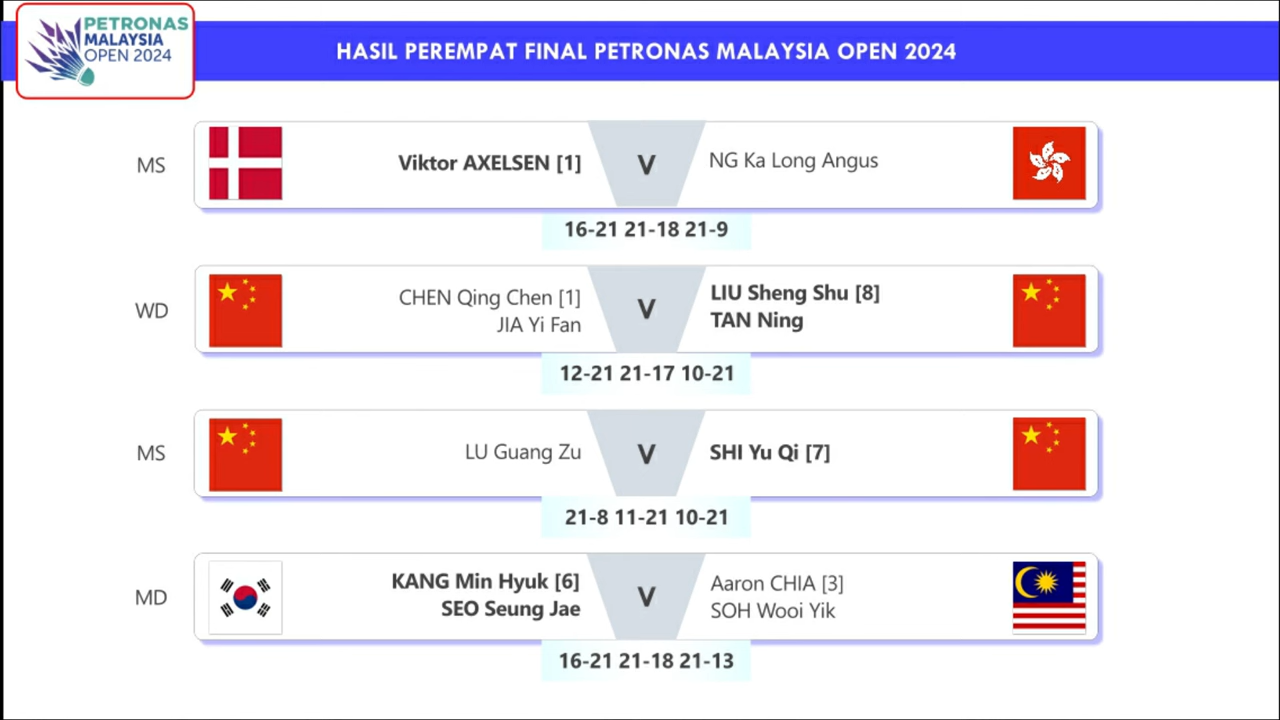 PETRONAS
MALAYSIA
OPEN 2024
HASIL PEREMPAT FINAL PETRONAS MALAYSIA OPEN 2024
MS
Viktor AXELSEN [1]
V
NG Ka Long Angus
16-21 21-18 21-9
WD
CHEN Qing Chen [1]
JIA Yi Fan
V
LIU Sheng Shu [8]
TAN Ning
12-21 21-17 10-21
MS
LU Guang Zu
V
SHI Yu Qi [7]
21-8 11-21 10-21
MD
KANG Min Hyuk [6]
SEO Seung Jae
V
Aaron CHIA [3]
SOH Wooi Yik
16-21 21-18 21-13